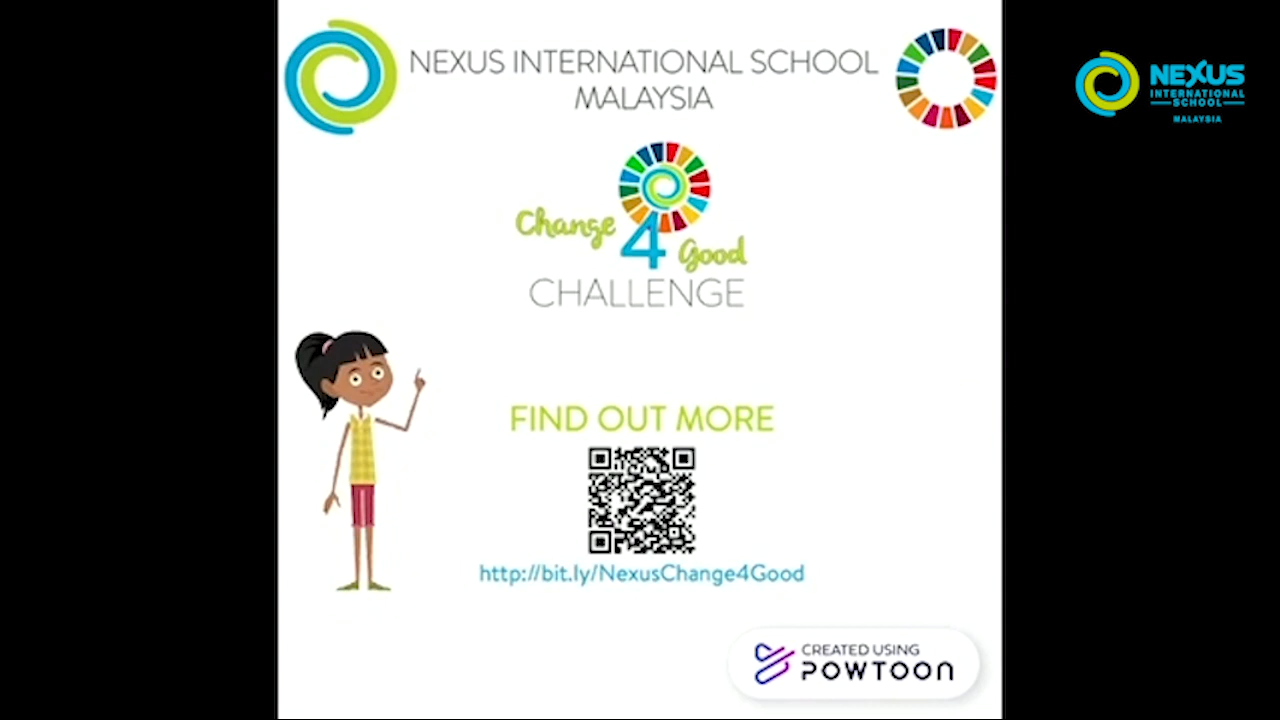 NEXUS INTERNATIONAL SCHOOL
MALAYSIA
NEXUS
INTERNATIONAL
SCHOOL
MALAYSIA
Change
4
Good
CHALLENGE
FIND OUT MORE
http://bit.ly/NexusChange4Good
CREATED USING
POWTOON